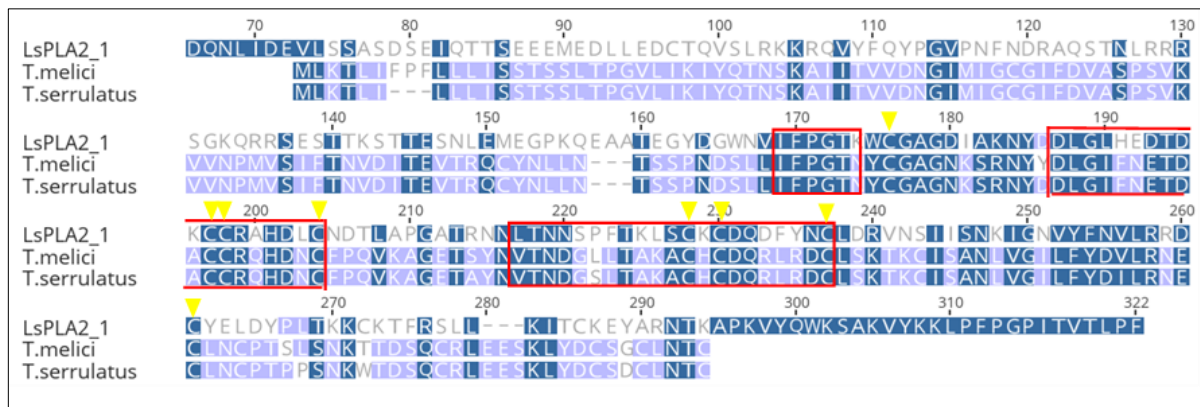 70 80 90 100 110 120 130
LsPLA2_1 DQNLIDEVLSSASDSEIQTTSEEEMEDLLEDCTQVSLRKKRQVYFQYPGVPNFNDRAQSTNLRRR
T.melici MLKTLIFPFLLLISSTSSLTPGVLIKIYQTNSKAIITVVDNGIMIGCGIFDVASPSVK
T.serrulatus MLKTLI---LLLISSTSSLTPGVLIKIYQTNSKAIITVVDNGIMIGCGIFDVASPSVK
140 150 160 170 180 190
LsPLA2_1 SGKQRRSESTTKSTTESNLEMEGPKQEAATEGYDGWNVIFPGTKWCGAGDIAKNYDDLGLHEDTD
T.melici VVNPMVSIFTNVDITEVTRQCYNLLN---TSSPNDSLLIFPGTNYCGAGNKSRNYYDLGIFNETD
T.serrulatus VVNPMVSIFTNVDITEVTRQCYNLLN---TSSPNDSLLIFPGTNYCGAGNKSRNYDDLGIFNETD
200 210 220 230 240 250 260
LsPLA2_1 KCCRAHDLCNDTLAPGATRNNLTNNSPFTKLSCKCDQDFYNCLDRVNSIISNKIGNVYFNVLRRD
T.melici ACCRQHDNCFPQVKAGETSYNVTNDGLLTAKACHCDQRLRDCLSKTKCISANLVGILFYDVLRNE
T.serrulatus ACCRQHDNCFPQVKAGETAYNVTNDGSLTAKACHCDQRLRDCLSKTKCISANIVGILFYDILRNE
270 280 290 300 310 322
LsPLA2_1 CYELDYPLTKKCKTFRSLL---KITCKEYARNTKAPKVYQWKSAKVYKKLPFPGPITVTLPF
T.melici CLNCPTSLSNKTTDSQCRLEESKLYDCSGCLNTC
T.serrulatus CLNCPTPPSNKWTDSQCRLEESKLYDCSDCLNTC